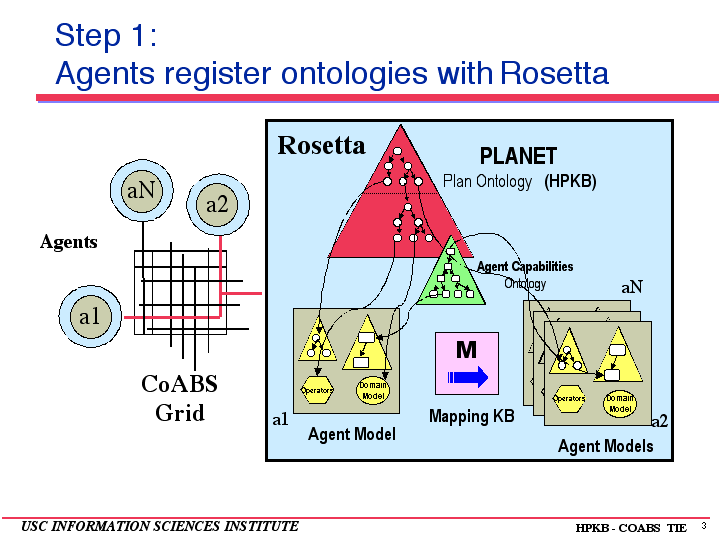 Step 1:
Agents register ontologies with Rosetta
Rosetta
PLANET
Plan Ontology (HPKB)
aN
a2
Agents
a1
CoABS
Grid
Agent Capabilities
Ontology
aN
M
Operators
Domain
Model
a1
Agent Model
Mapping KB
Operators
Domain
Model
a2
Agent Models
USC INFORMATION SCIENCES INSTITUTE
HPKB - COABS TIE
3